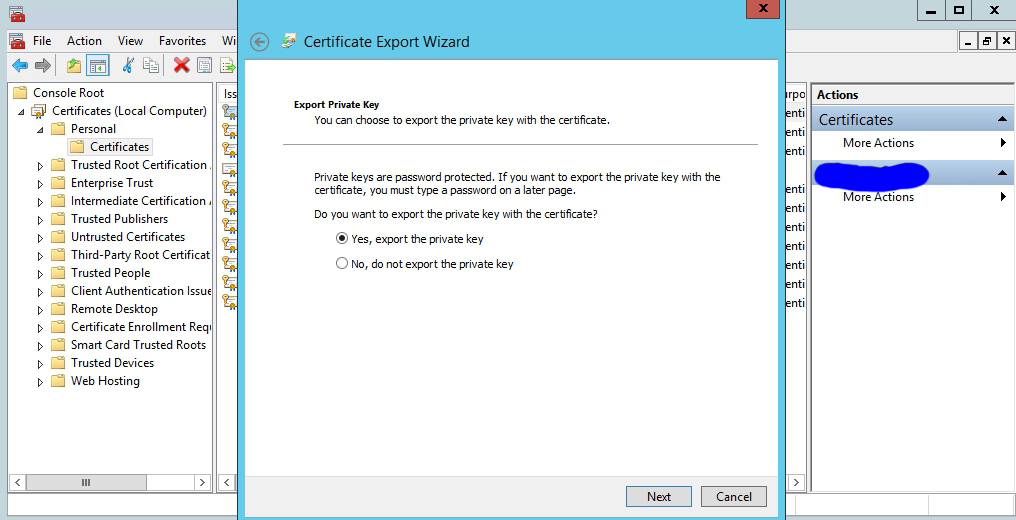 Certificate Export Wizard
File Action View Favorites Wi
Console Root
Certificates (Local Computer)
Personal
Certificates
Trusted Root Certification
Enterprise Trust
Intermediate Certification
Trusted Publishers
Untrusted Certificates
Third-Party Root Certificat
Trusted People
Client Authentication Issue
Remote Desktop
Certificate Enrollment Requ
Smart Card Trusted Roots
Trusted Devices
Web Hosting
Iss
Export Private Key
You can choose to export the private key with the certificate.
Private keys are password protected. If you want to export the private key with the
certificate, you must type a password on a later page.
Do you want to export the private key with the certificate?
Yes, export the private key
No, do not export the private key
Next Cancel
urpo
enti
enti
enti
enti
enti
enti
enti
enti
enti
enti
Actions
Certificates
More Actions
More Actions